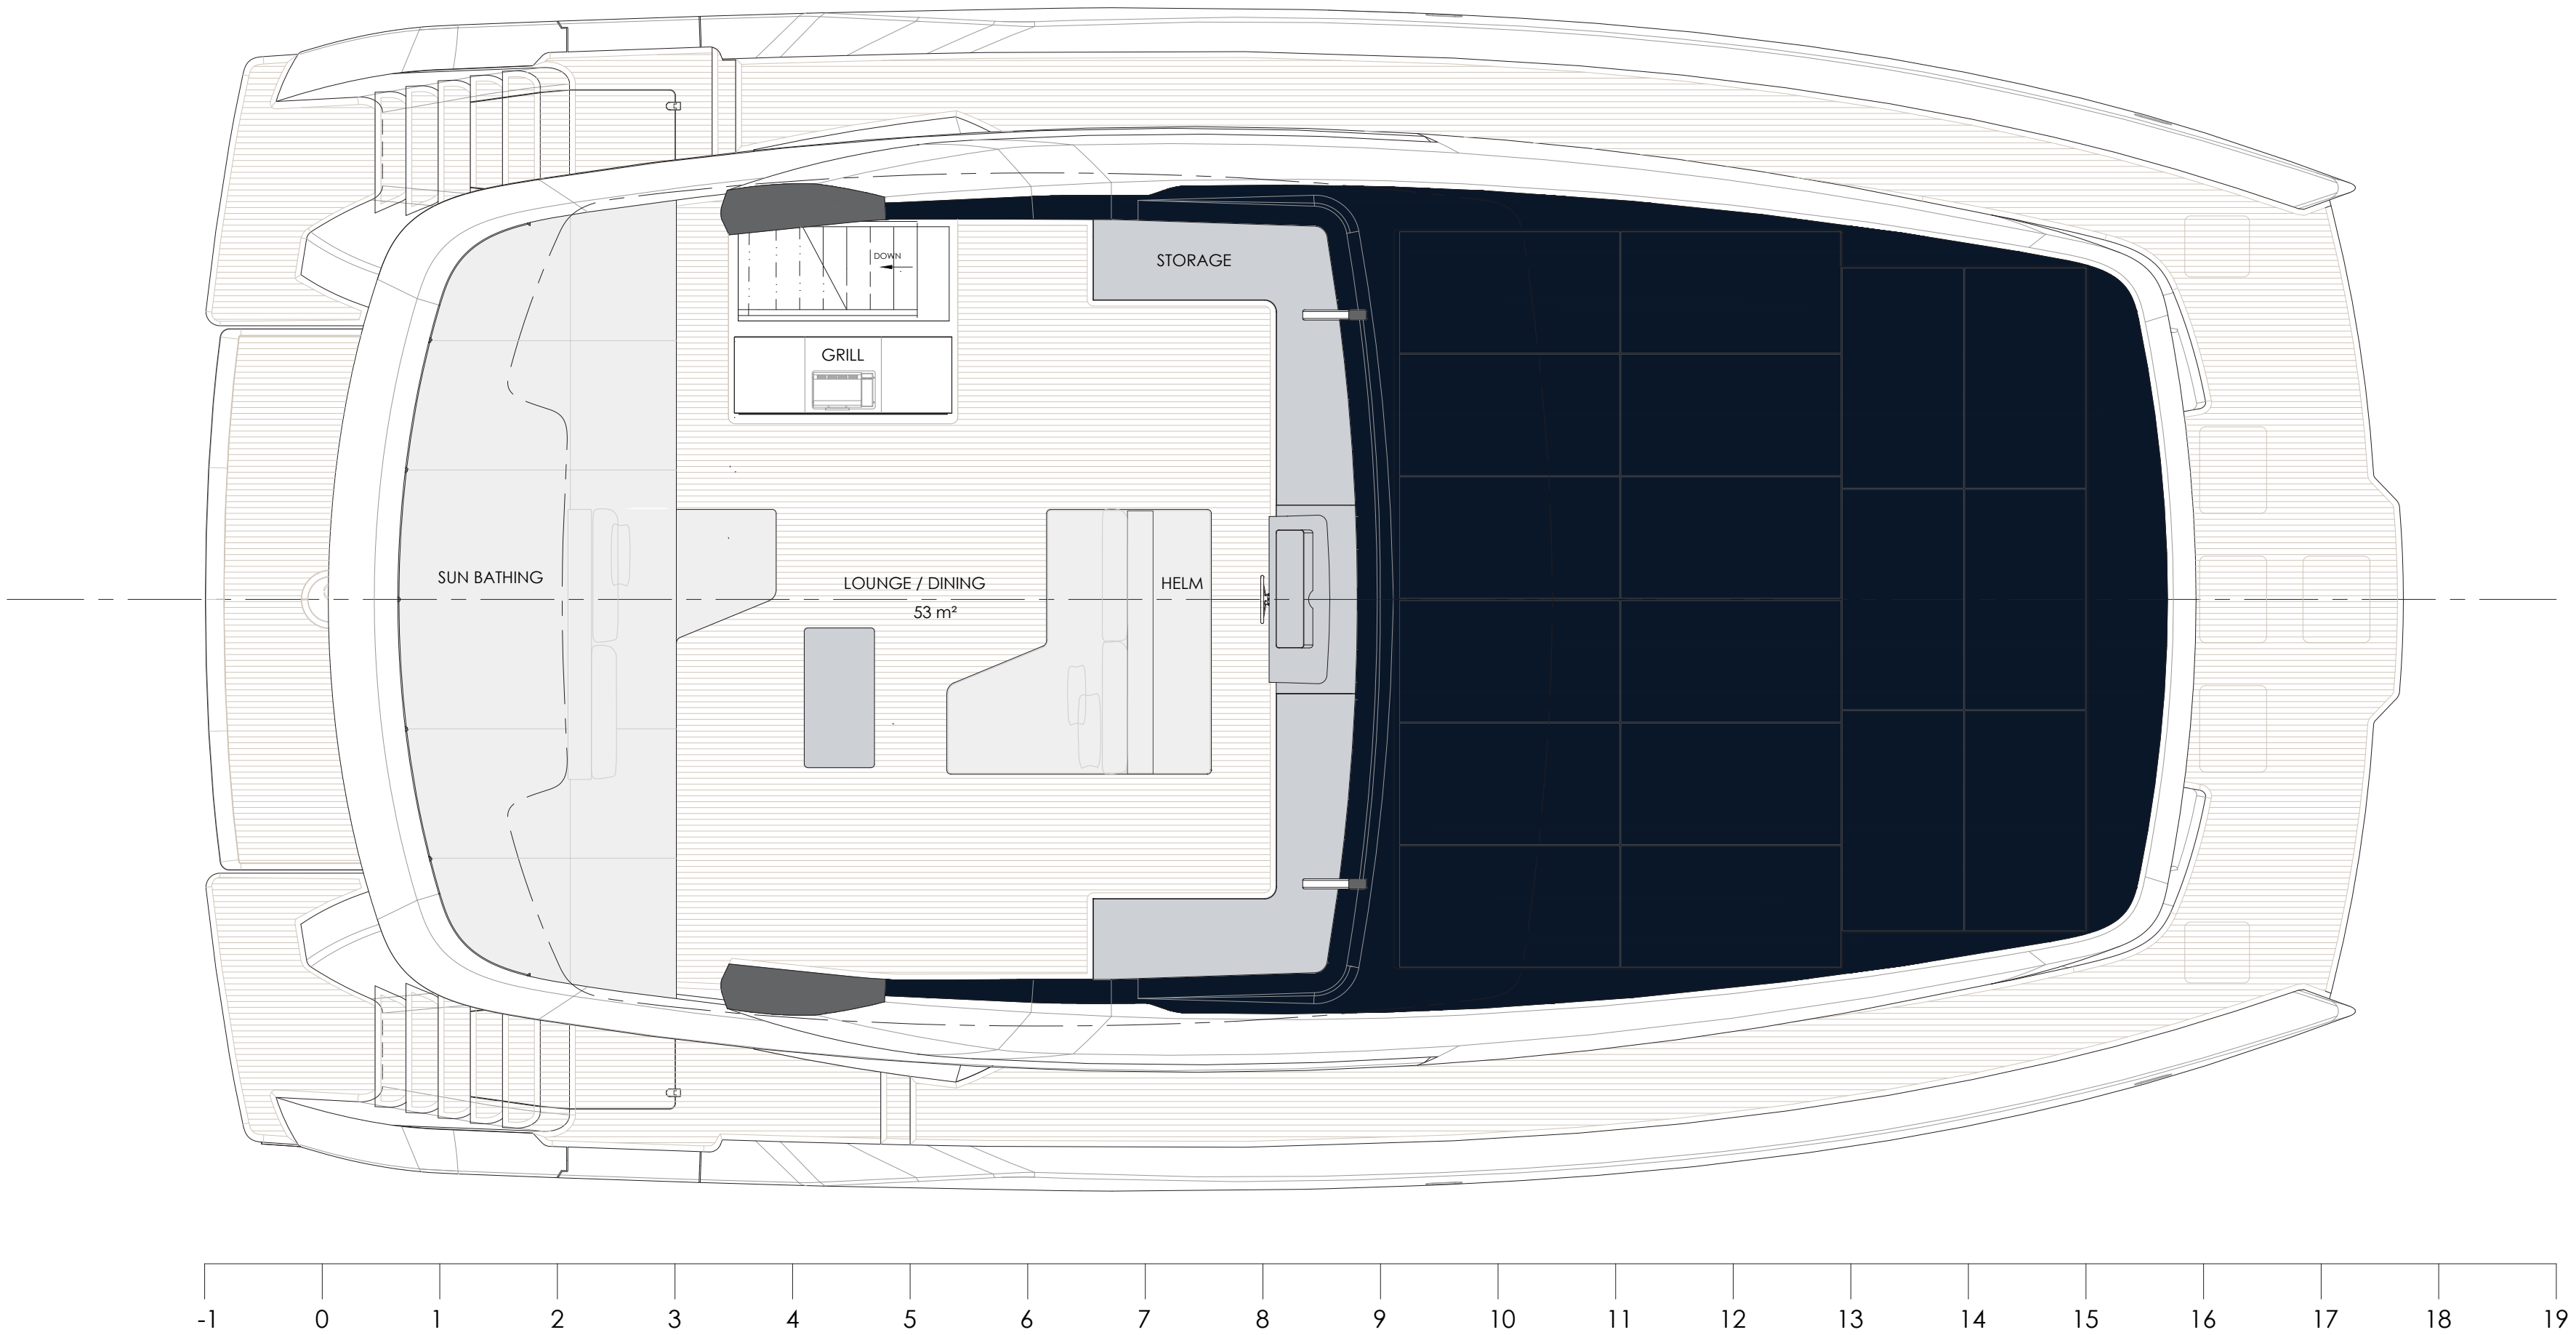 DOWN
STORAGE
GRILL
SUN BATHING
LOUNGE / DINING
53 m²
HELM
-1 0 1 2 3 4 5 6 7 8 9 10 11 12 13 14 15 16 17 18 19